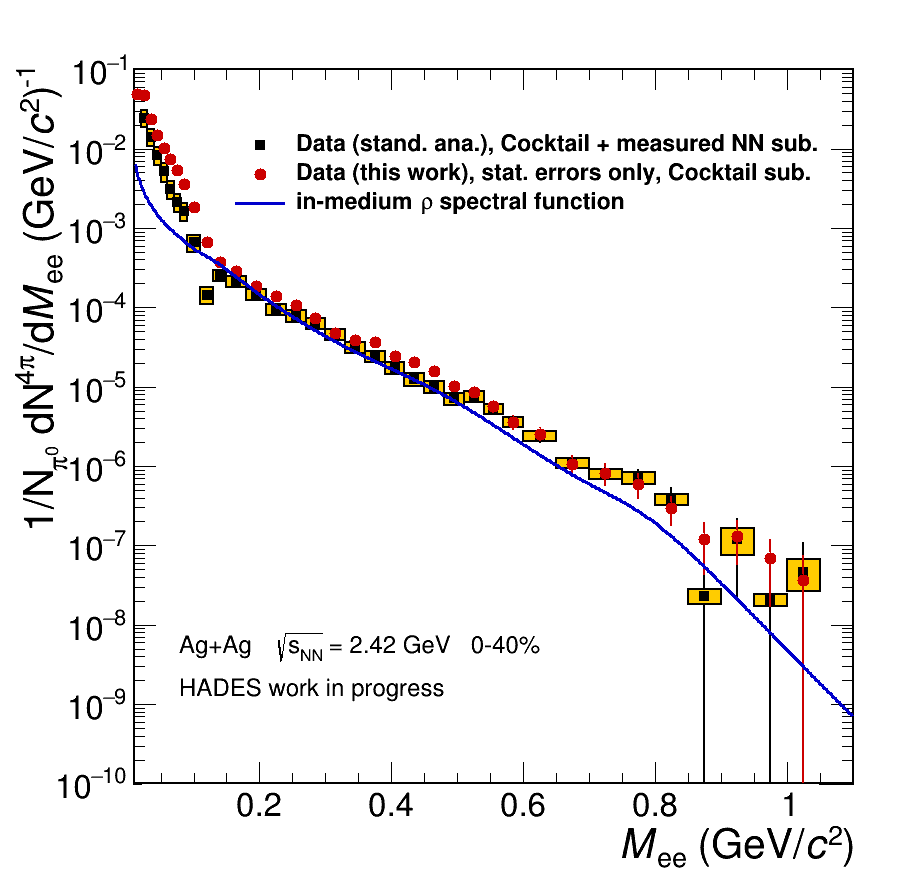 1/N_π⁰ dN^4π/dM_ee (GeV/c²)⁻¹
10⁻¹
10⁻²
10⁻³
10⁻⁴
10⁻⁵
10⁻⁶
10⁻⁷
10⁻⁸
10⁻⁹
10⁻¹⁰
Data (stand. ana.), Cocktail + measured NN sub.
Data (this work), stat. errors only, Cocktail sub.
in-medium ρ spectral function
Ag+Ag √s_NN = 2.42 GeV 0-40%
HADES work in progress
0.2 0.4 0.6 0.8 1
M_ee (GeV/c²)